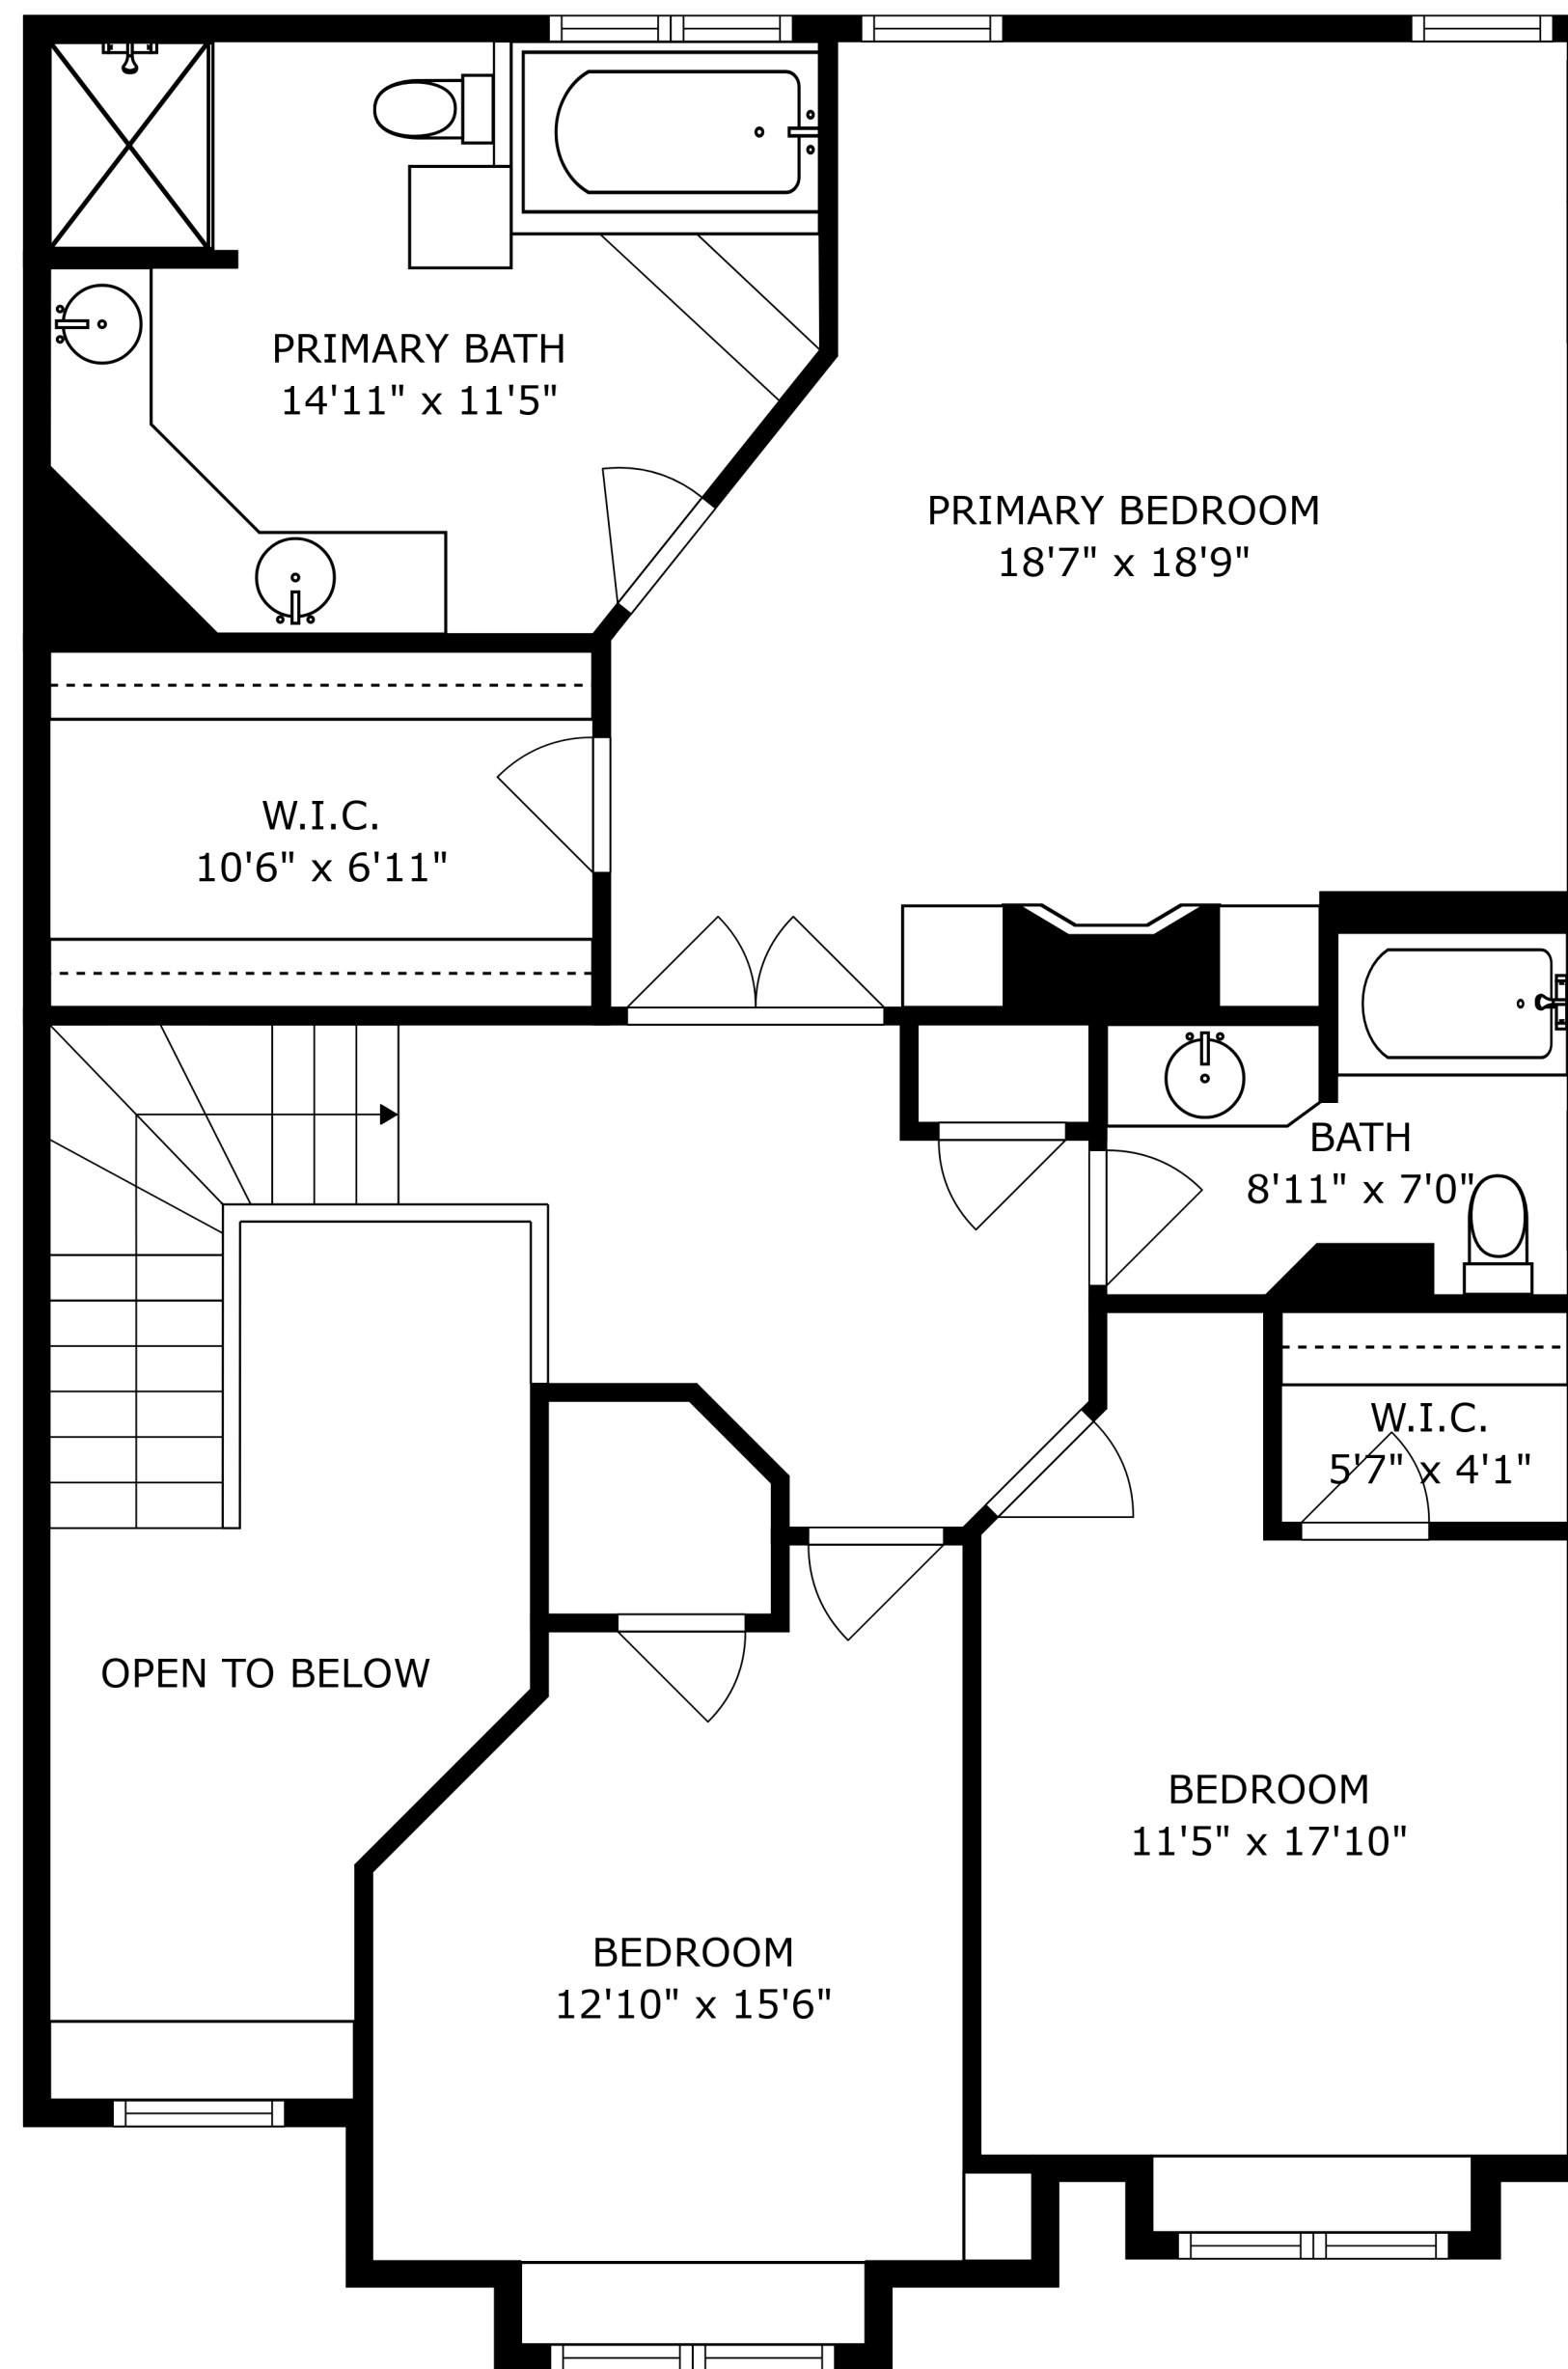 PRIMARY BATH
14'11" x 11'5"
PRIMARY BEDROOM
18'7" x 18'9"
W.I.C.
10'6" x 6'11"
BATH
8'11" x 7'0"
W.I.C.
5'7" x 4'1"
OPEN TO BELOW
BEDROOM
11'5" x 17'10"
BEDROOM
12'10" x 15'6"